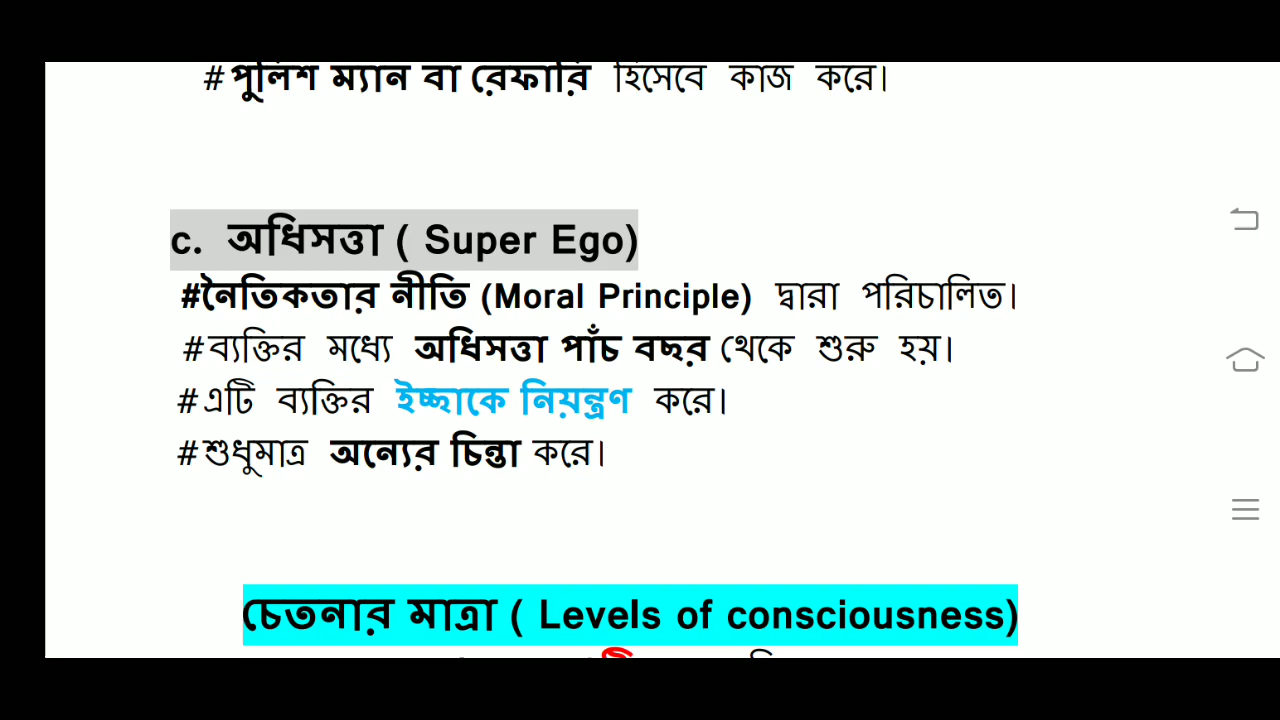 #পুলিশ ম্যান বা রেফারি হিসেবে কাজ করে।
c. অধিসত্তা ( Super Ego)
#নৈতিকতার নীতি (Moral Principle) দ্বারা পরিচালিত।
#ব্যক্তির মধ্যে অধিসত্তা পাঁচ বছর থেকে শুরু হয়।
#এটি ব্যক্তির ইচ্ছাকে নিয়ন্ত্রণ করে।
#শুধুমাত্র অন্যের চিন্তা করে।
চেতনার মাত্রা ( Levels of consciousness)